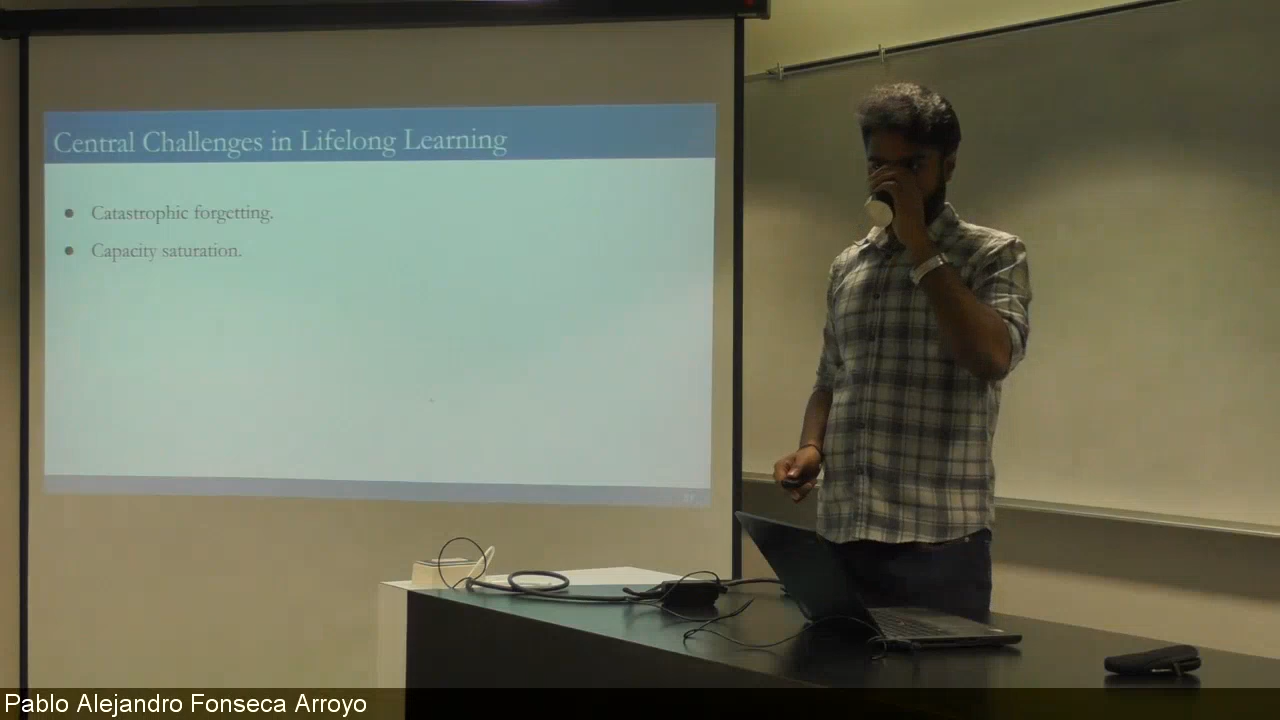 Central Challenges in Lifelong Learning
● Catastrophic forgetting.
● Capacity saturation.
Pablo Alejandro Fonseca Arroyo